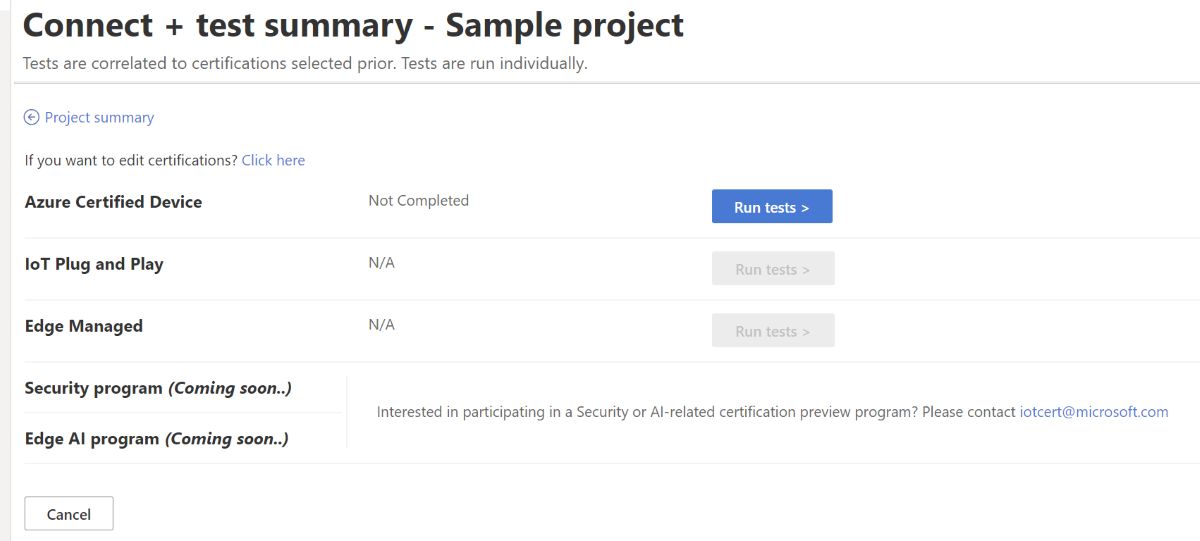 Connect + test summary - Sample project
Tests are correlated to certifications selected prior. Tests are run individually.
Project summary
If you want to edit certifications? Click here
Azure Certified Device Not Completed Run tests >
IoT Plug and Play N/A Run tests >
Edge Managed N/A Run tests >
Security program (Coming soon..)
Interested in participating in a Security or AI-related certification preview program? Please contact iotcert@microsoft.com
Edge AI program (Coming soon..)
Cancel